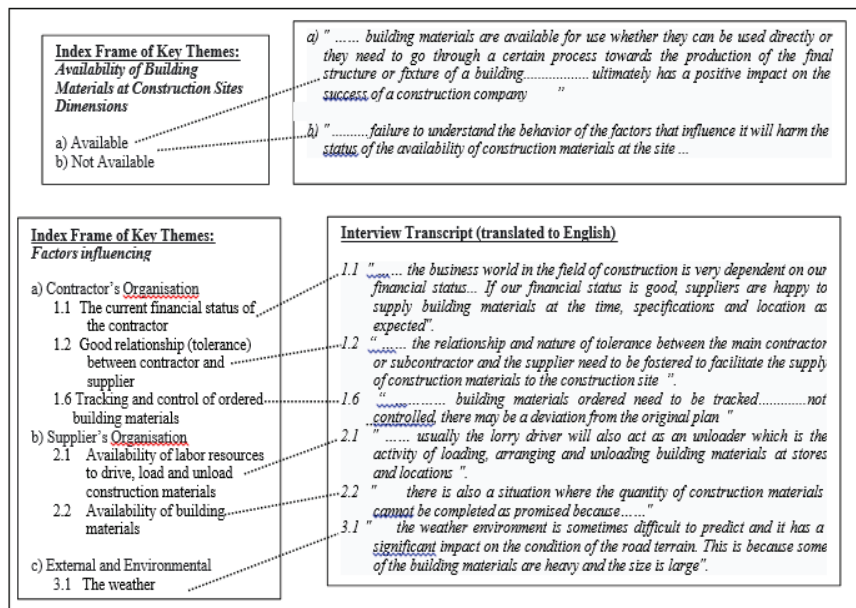 Index Frame of Key Themes:
Availability of Building
Materials at Construction Sites
Dimensions
a) Available
b) Not Available
a) " ...... building materials are available for use whether they can be used directly or
they need to go through a certain process towards the production of the final
structure or fixture of a building.................. ultimately has a positive impact on the
success of a construction company "
b) "..........failure to understand the behavior of the factors that influence it will harm the
status of the availability of construction materials at the site ...
Index Frame of Key Themes:
Factors influencing
a) Contractor's Organisation
1.1 The current financial status of
the contractor
1.2 Good relationship (tolerance)
between contractor and
supplier
1.6 Tracking and control of ordered
building materials
b) Supplier's Organisation
2.1 Availability of labor resources
to drive, load and unload
construction materials
2.2 Availability of building
materials
c) External and Environmental
3.1 The weather
Interview Transcript (translated to English)
1.1 " ...... the business world in the field of construction is very dependent on our
financial status... If our financial status is good, suppliers are happy to
supply building materials at the time, specifications and location as
expected".
1.2 " ...... the relationship and nature of tolerance between the main contractor
or subcontractor and the supplier need to be fostered to facilitate the supply
of construction materials to the construction site ".
1.6 " .......... building materials ordered need to be tracked............not
controlled, there may be a deviation from the original plan "
2.1 " ...... usually the lorry driver will also act as an unloader which is the
activity of loading, arranging and unloading building materials at stores
and locations ".
2.2 " there is also a situation where the quantity of construction materials
cannot be completed as promised because......"
3.1 " the weather environment is sometimes difficult to predict and it has a
significant impact on the condition of the road terrain. This is because some
of the building materials are heavy and the size is large".